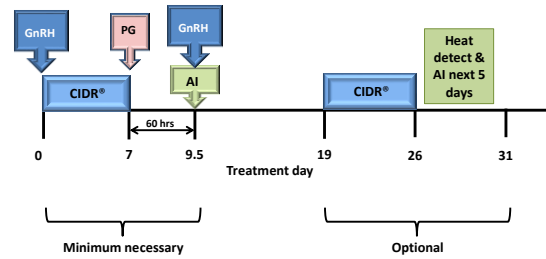 GnRH
PG
GnRH
CIDR®
AI
60 hrs
CIDR®
Heat
detect &
AI next 5
days
0
7
9.5
19
26
31
Treatment day
Minimum necessary
Optional